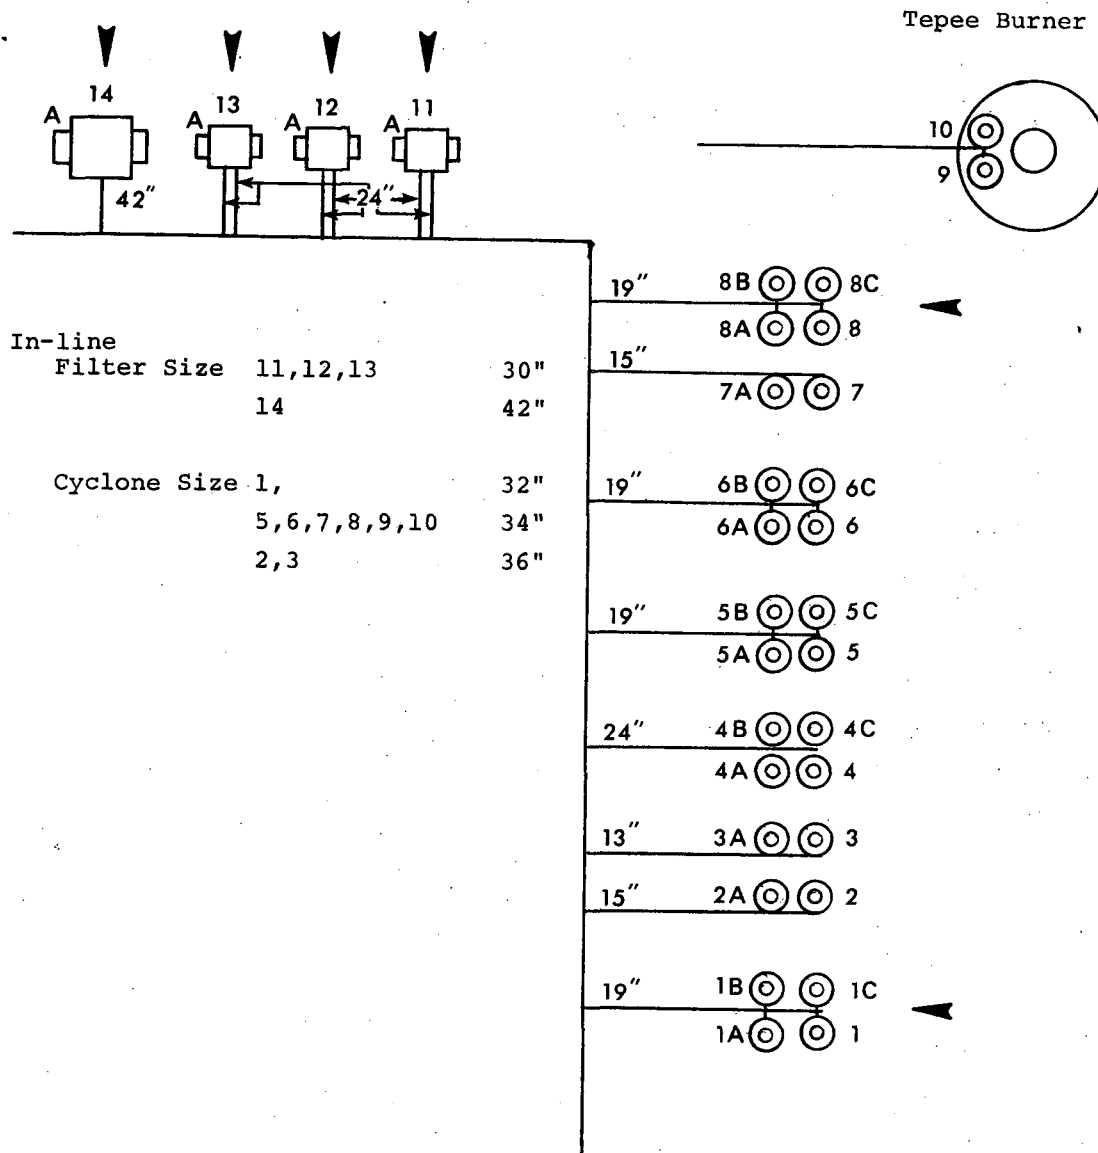 Tepee Burner
14
13
12
11
A
A
A
A
42"
24"
10
9
19" 8B 8C
8A 8
15"
7A 7
In-line
Filter Size 11,12,13 30"
14 42"
Cyclone Size 1, 32"
5,6,7,8,9,10 34"
2,3 36"
19" 6B 6C
6A 6
19" 5B 5C
5A 5
24" 4B 4C
4A 4
13" 3A 3
15" 2A 2
19" 1B 1C
1A 1